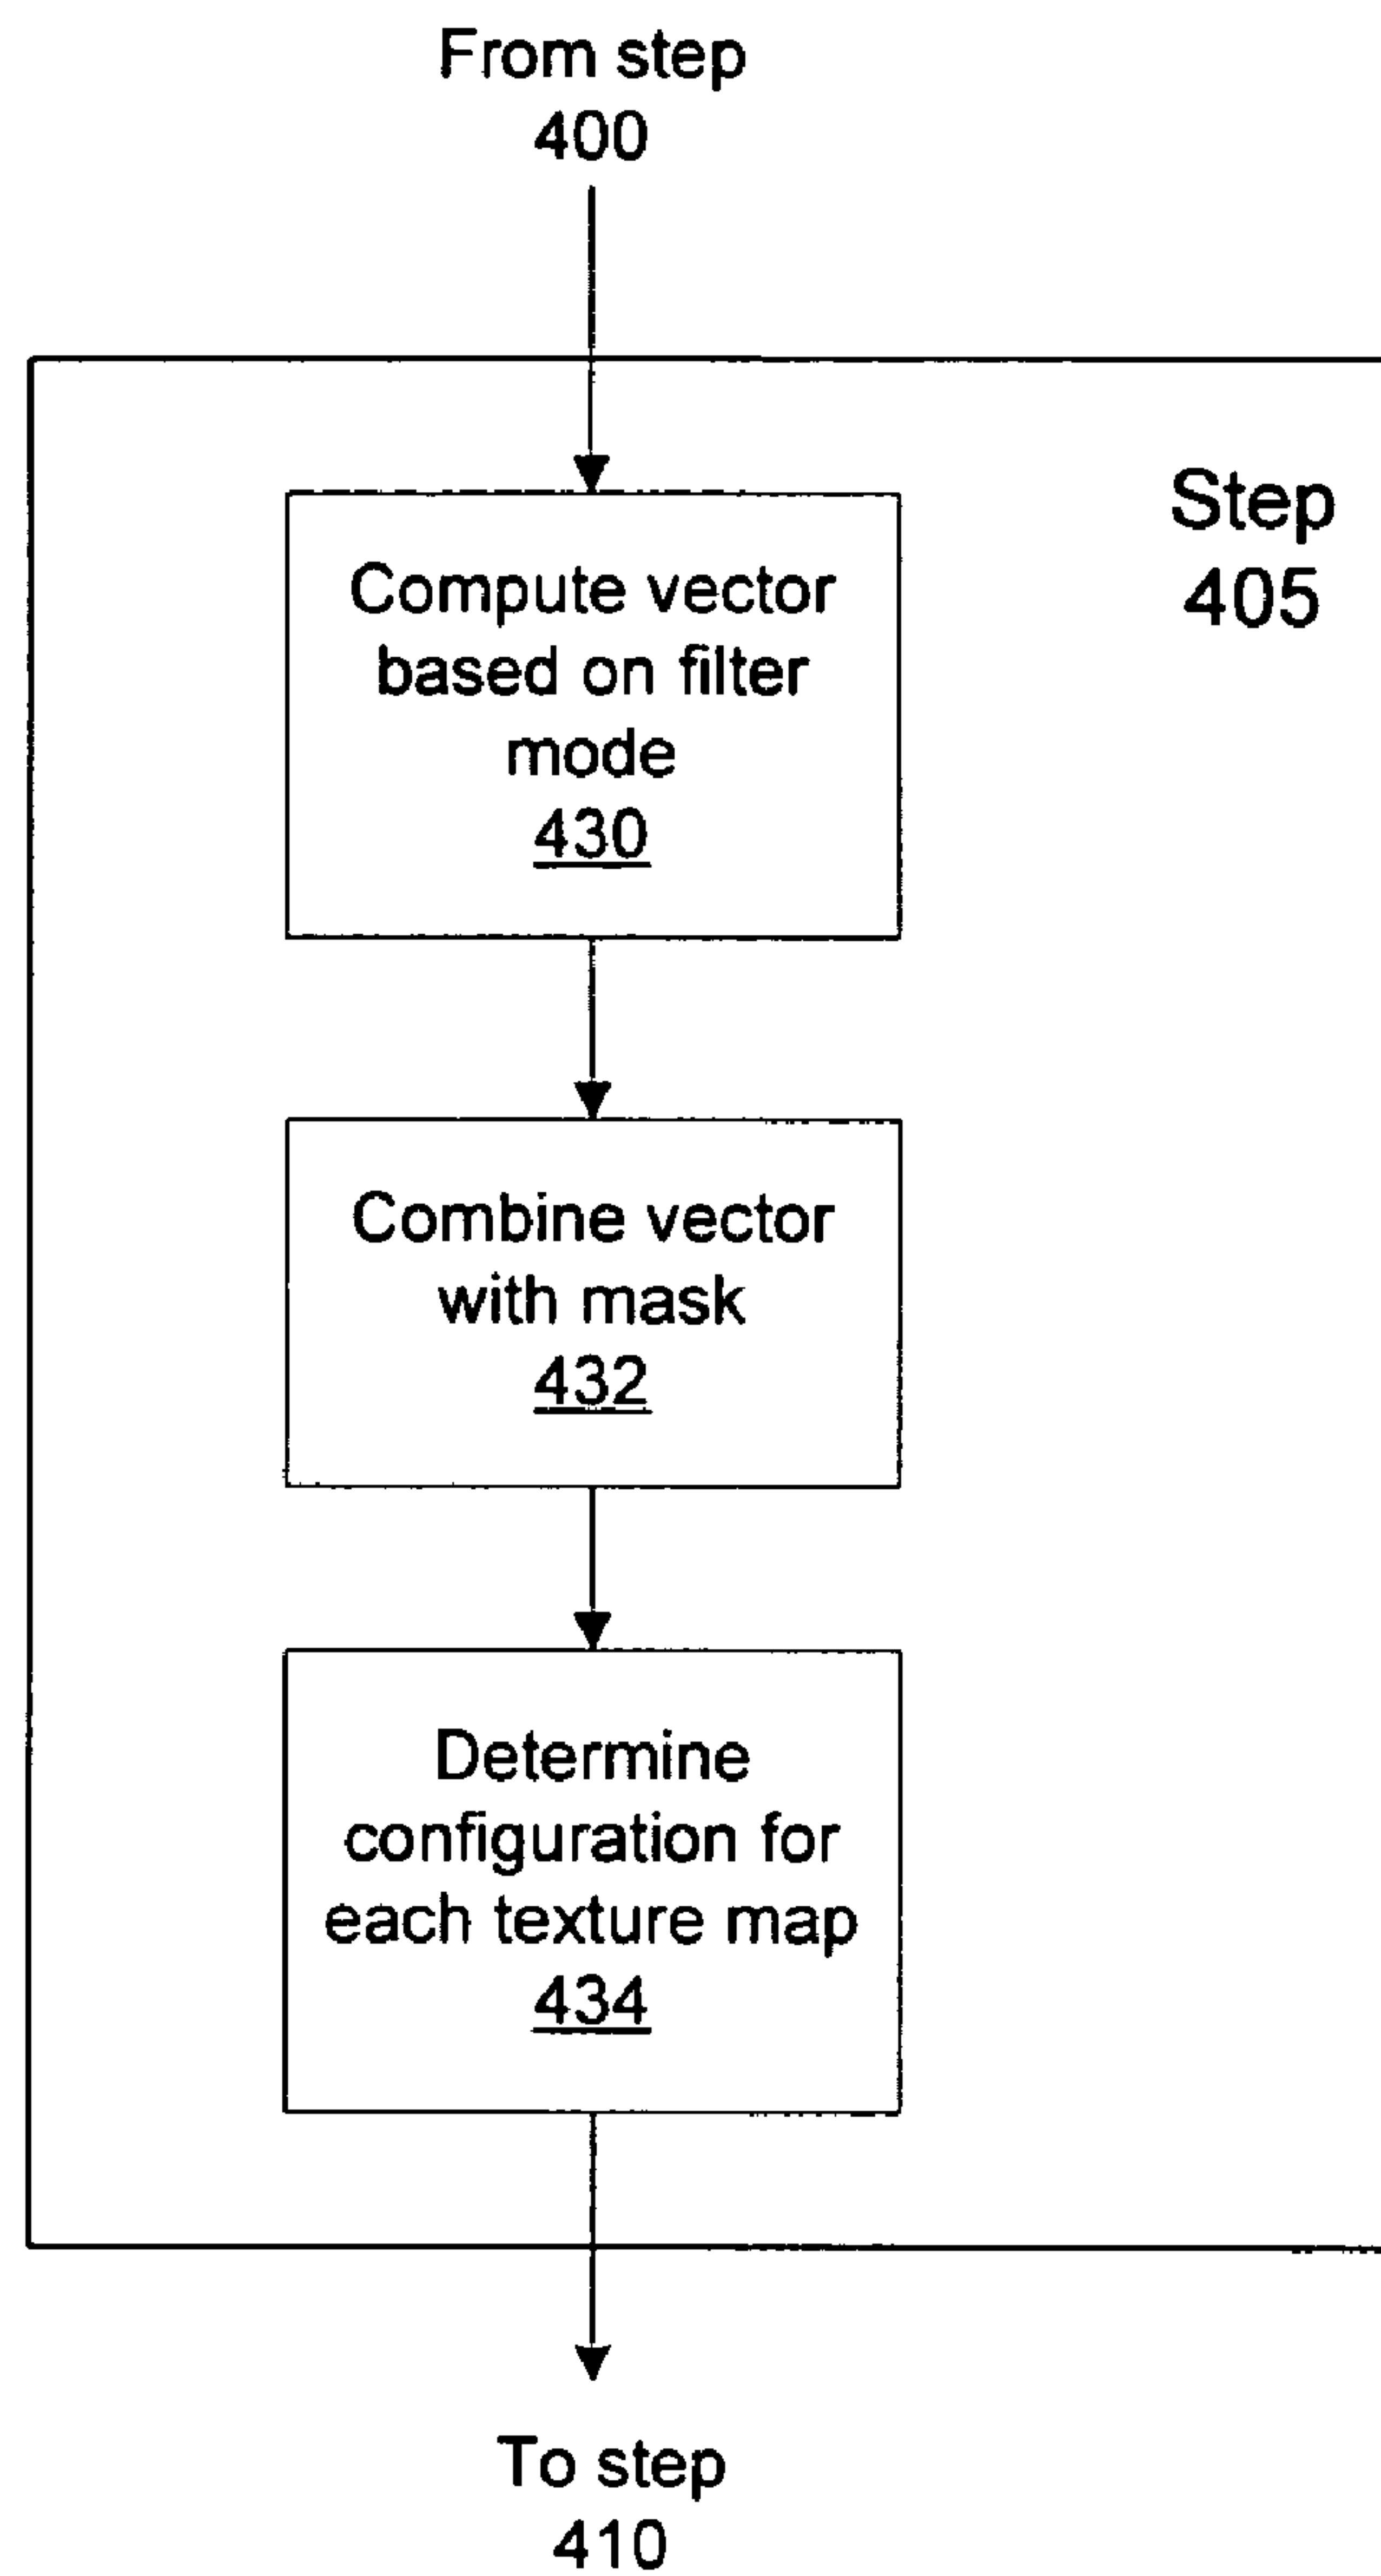 From step
400
Step
405
Compute vector
based on filter
mode
430
Combine vector
with mask
432
Determine
configuration for
each texture map
434
To step
410